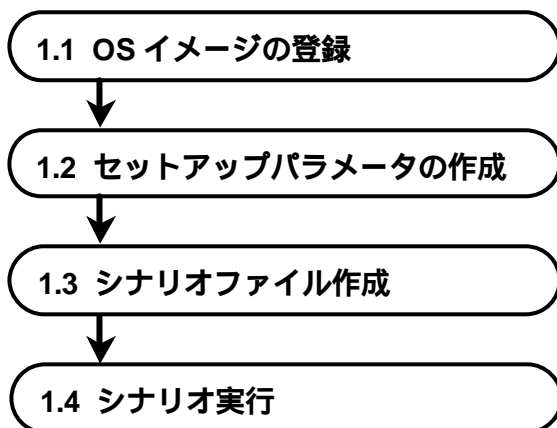 1.1 OS イメージの登録
1.2 セットアップパラメータの作成
1.3 シナリオファイル作成
1.4 シナリオ実行